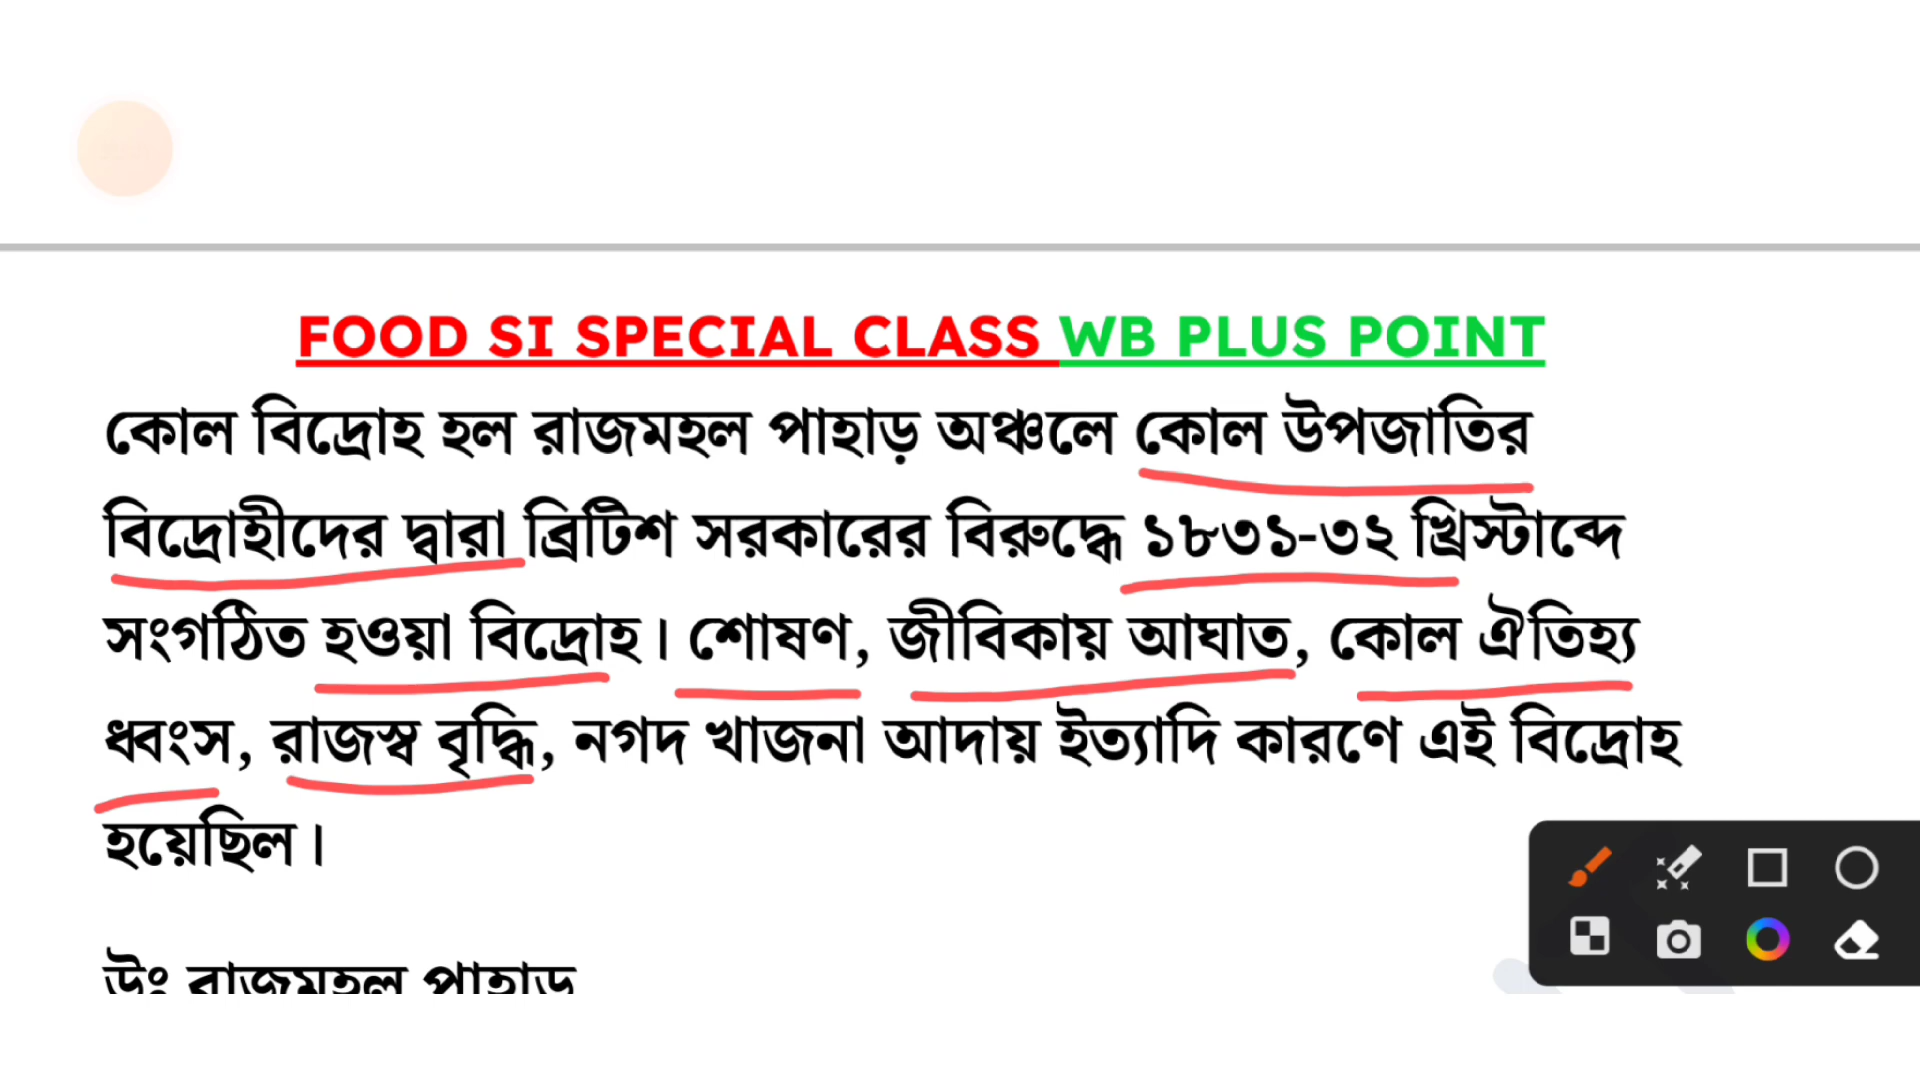 FOOD SI SPECIAL CLASS WB PLUS POINT
কোল বিদ্রোহ হল রাজমহল পাহাড় অঞ্চলে কোল উপজাতির
বিদ্রোহীদের দ্বারা ব্রিটিশ সরকারের বিরুদ্ধে ১৮৩১-৩২ খ্রিস্টাব্দে
সংগঠিত হওয়া বিদ্রোহ। শোষণ, জীবিকায় আঘাত, কোল ঐতিহ্য
ধ্বংস, রাজস্ব বৃদ্ধি, নগদ খাজনা আদায় ইত্যাদি কারণে এই বিদ্রোহ
হয়েছিল।
উঃ রাজমহল পাহাড়